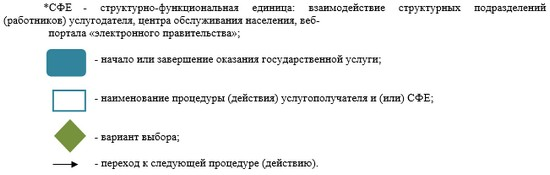 *СФЕ - структурно-функциональная единица: взаимодействие структурных подразделений
(работников) услугодателя, центра обслуживания населения, веб-
портала «электронного правительства»;
- начало или завершение оказания государственной услуги;
- наименование процедуры (действия) услугополучателя и (или) СФЕ;
- вариант выбора;
- переход к следующей процедуре (действию).